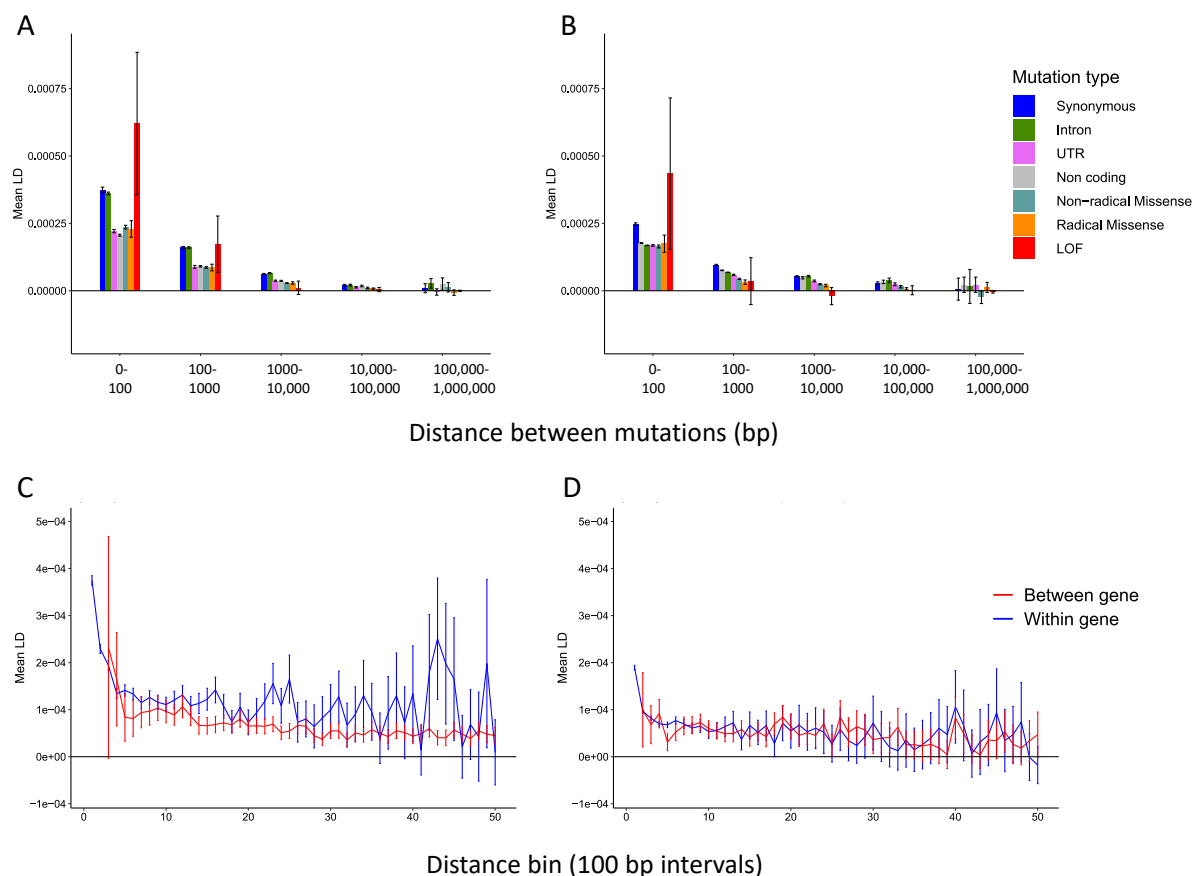 A
B
Mean LD
0.00075
0.00050
0.00025
0.00000
0-
100
100-
1000
1000-
10,000
10,000-
100,000
100,000-
1,000,000
Mean LD
0.00075
0.00050
0.00025
0.00000
0-
100
100-
1000
1000-
10,000
10,000-
100,000
100,000-
1,000,000
Mutation type
Synonymous
Intron
UTR
Non coding
Non-radical Missense
Radical Missense
LOF
Distance between mutations (bp)
C
D
Mean LD
5e-04
4e-04
3e-04
2e-04
1e-04
0e+00
−1e-04
0
10
20
30
40
50
Mean LD
5e-04
4e-04
3e-04
2e-04
1e-04
0e+00
−1e-04
0
10
20
30
40
50
Between gene
Within gene
Distance bin (100 bp intervals)